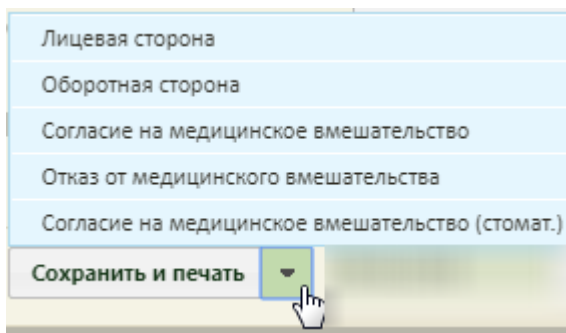 Лицевая сторона
Оборотная сторона
Согласие на медицинское вмешательство
Отказ от медицинского вмешательства
Согласие на медицинское вмешательство (стомат.)
Сохранить и печать